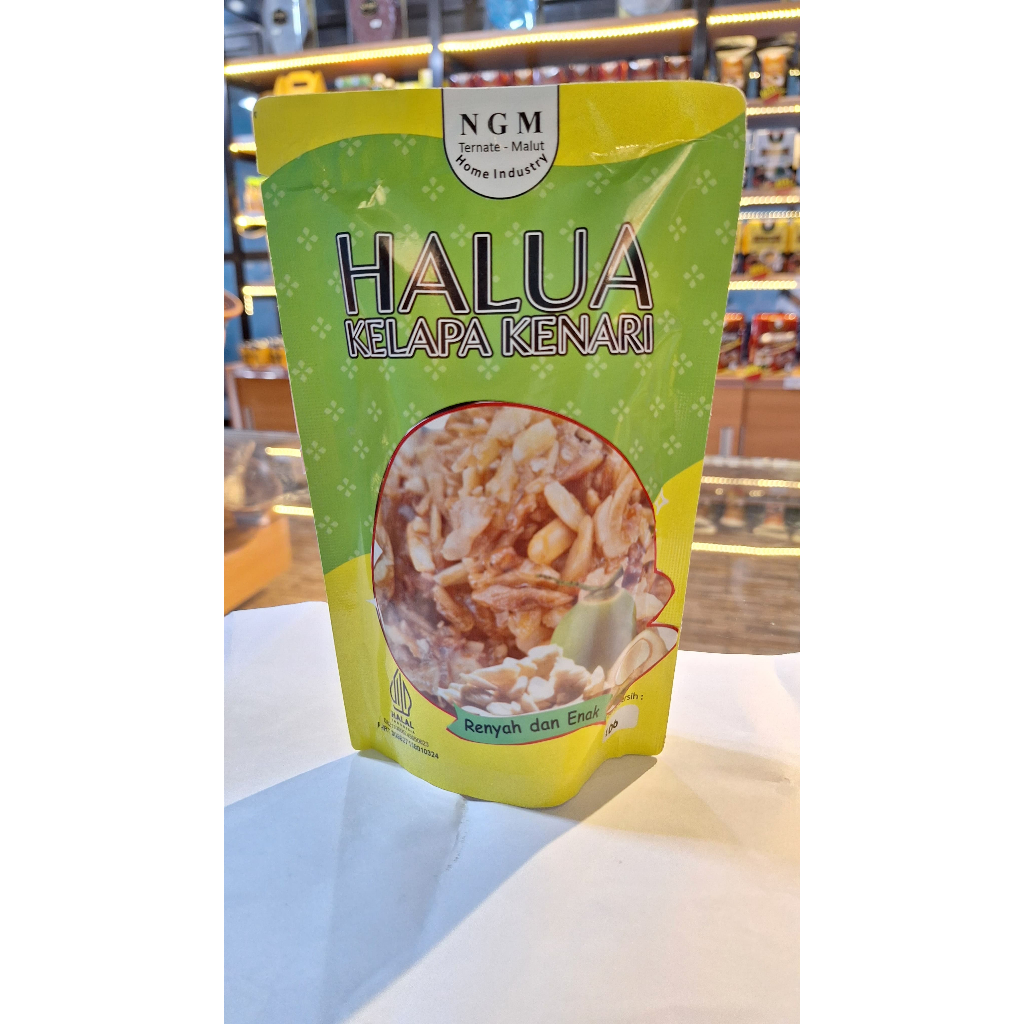 NGM
Ternate - Malut
Home Industry
HALUA
KELAPA KENARI
HALAL
Renyah dan Enak